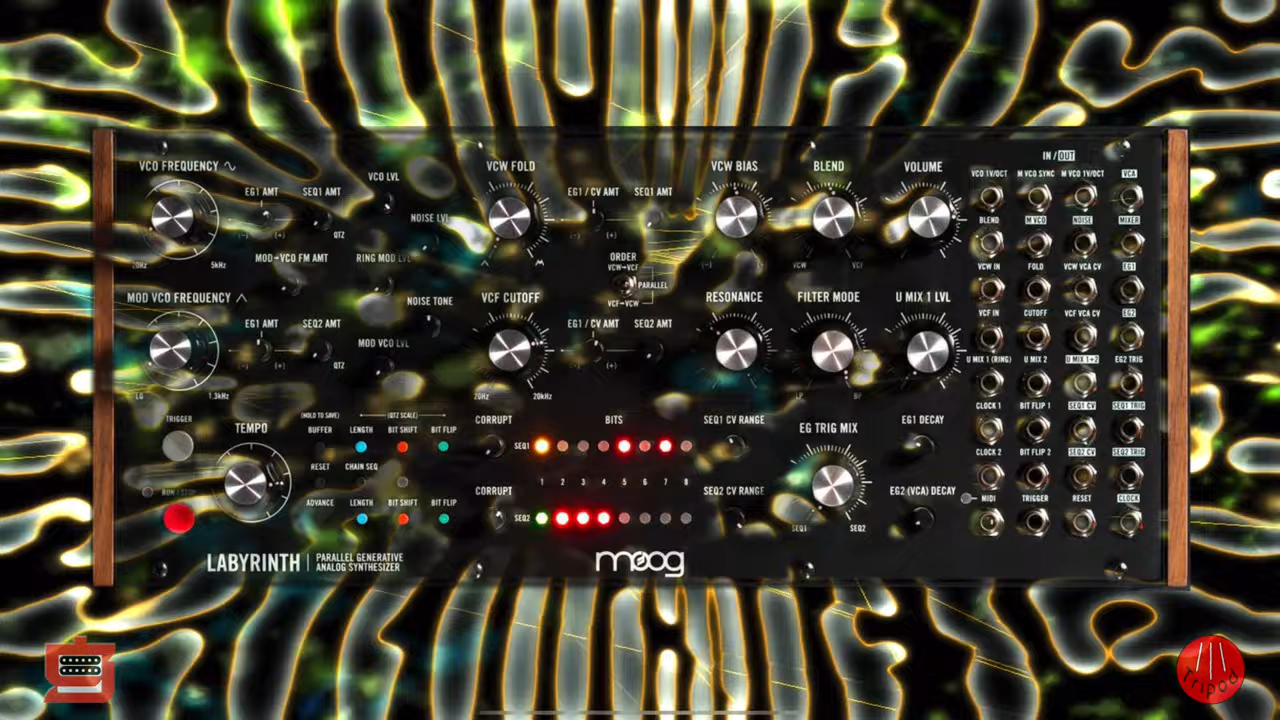 IN / OUT
VCO FREQUENCY
VCW FOLD
VCW BIAS
BLEND
VOLUME
VCO 1V/OCT
M VCO SYNC
M VCO 1V/OCT
VCA
VCO LVL
EG1 AMT
SEQ1 AMT
EG1 / CV AMT
SEQ1 AMT
NOISE LVL
BLEND
M VCO
NOISE
MIXER
(-)
(+)
QTZ
(-)
(+)
MOD→VCO FM AMT
RING MOD LVL
ORDER
VCW→VCF
PARALLEL
VCF→VCW
5kHz
(-)
VCW
VCF
VCW IN
FOLD
VCW VCA CV
EG1
MOD VCO FREQUENCY
NOISE TONE
VCF CUTOFF
RESONANCE
FILTER MODE
U MIX 1 LVL
VCF IN
CUTOFF
VCF VCA CV
EG2
EG1 AMT
SEQ2 AMT
EG1 / CV AMT
SEQ2 AMT
MOD VCO LVL
U MIX 1 (RING)
U MIX 2
U MIX 1+2
EG2 TRIG
(-)
(+)
QTZ
(+)
LO
1.3kHz
20Hz
20kHz
LP
BP
CLOCK 1
BIT FLIP 1
SEQ1 CV
SEQ1 TRIG
TRIGGER
TEMPO
(HOLD TO SAVE)
(QTZ SCALE)
BUFFER
LENGTH
BIT SHIFT
BIT FLIP
CORRUPT
BITS
SEQ1 CV RANGE
EG TRIG MIX
EG1 DECAY
SEQ1
RESET
CHAIN SEQ
CLOCK 2
BIT FLIP 2
SEQ2 CV
SEQ2 TRIG
1 2 3 4 5 6 7 8
RUN / STOP
ADVANCE
LENGTH
BIT SHIFT
BIT FLIP
CORRUPT
SEQ2 CV RANGE
EG2 (VCA) DECAY
MIDI
TRIGGER
RESET
CLOCK
SEQ2
SEQ1
SEQ2
LABYRINTH
PARALLEL GENERATIVE
ANALOG SYNTHESIZER
moog
Tripod